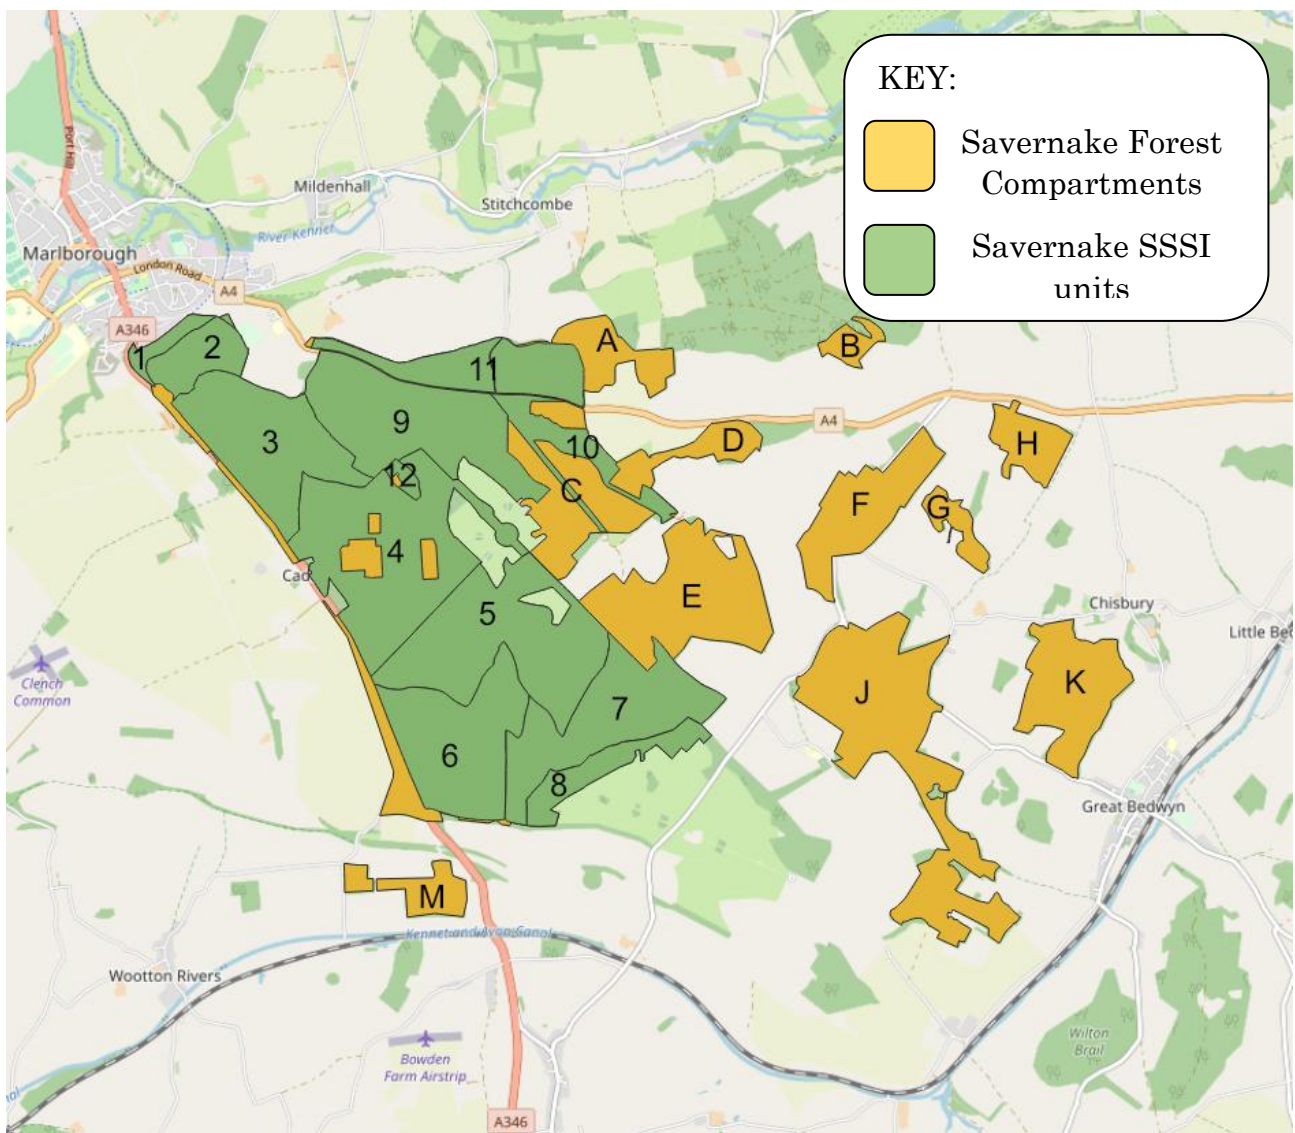 KEY:
Savernake Forest
Compartments
Savernake SSSI
units
Port Hill
Mildenhall
Stitchcombe
River Kennet
Marlborough
London Road
A4
A346
1
2
A
B
11
9
3
10
D
A4
H
12
C
F
G
4
Cad
E
5
Chisbury
Little Bed
Clench
Common
J
K
7
6
8
Great Bedwyn
M
Kennet and Avon Canal
Wootton Rivers
Wilton
Brail
Bowden
Farm Airstrip
A346